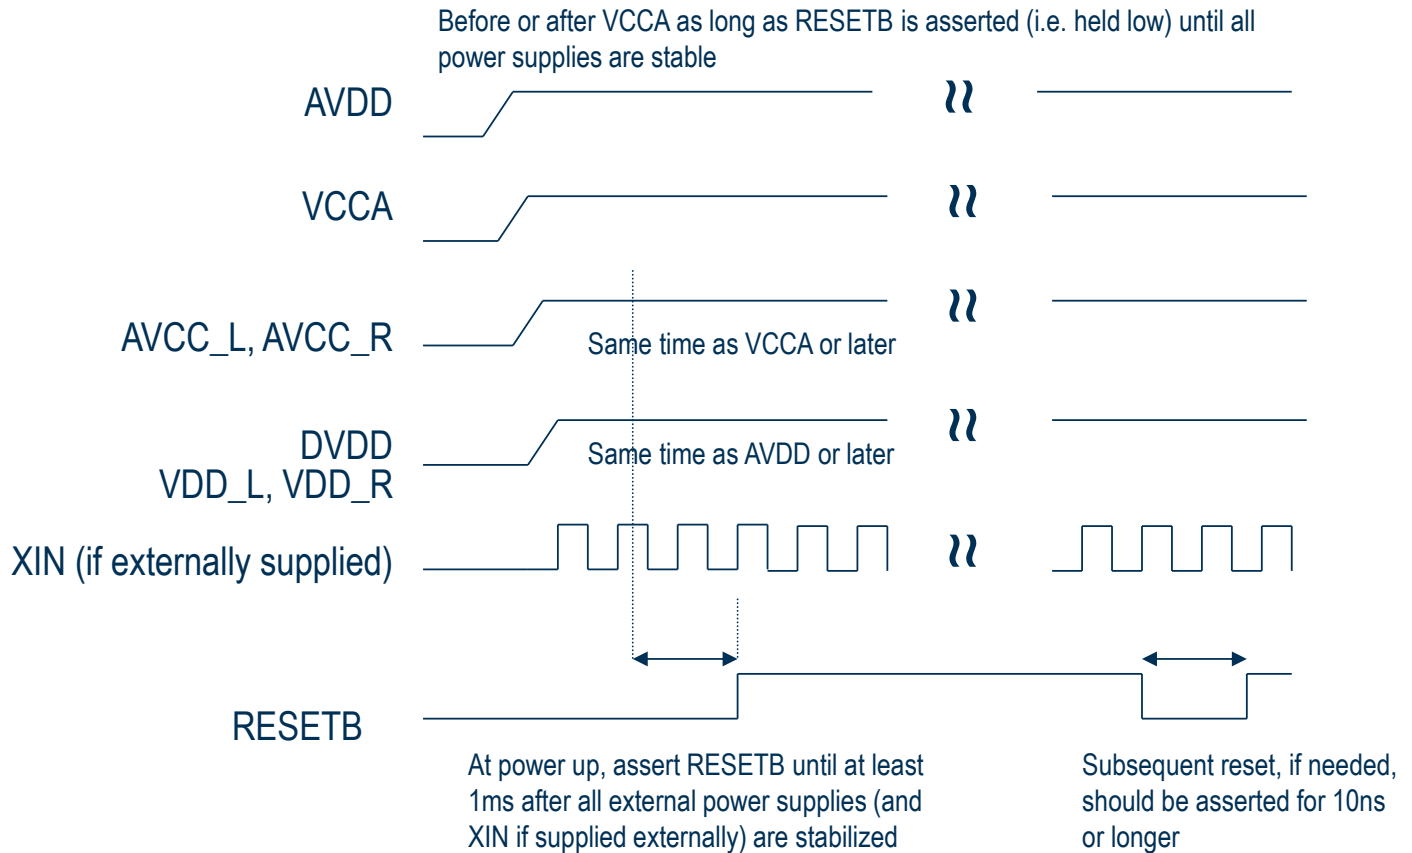 Before or after VCCA as long as RESETB is asserted (i.e. held low) until all
power supplies are stable
AVDD
VCCA
AVCC_L, AVCC_R
Same time as VCCA or later
DVDD
Same time as AVDD or later
VDD_L, VDD_R
XIN (if externally supplied)
RESETB
At power up, assert RESETB until at least
1ms after all external power supplies (and
XIN if supplied externally) are stabilized
Subsequent reset, if needed,
should be asserted for 10ns
or longer